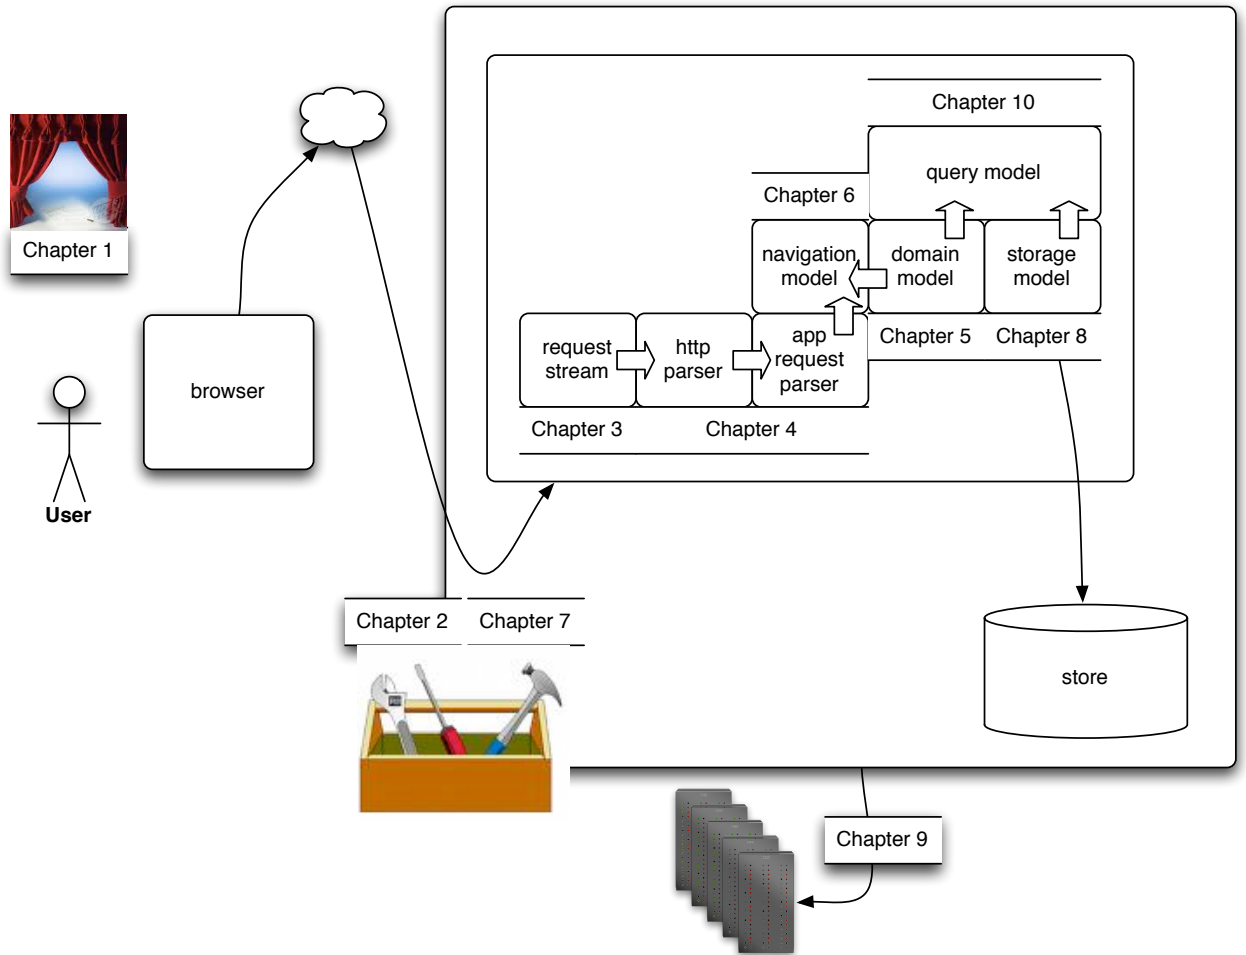 Chapter 10
query model
Chapter 6
Chapter 1
navigation
model
domain
model
storage
model
Chapter 5
Chapter 8
request
stream
http
parser
app
request
parser
browser
Chapter 3
Chapter 4
User
Chapter 2
Chapter 7
store
Chapter 9